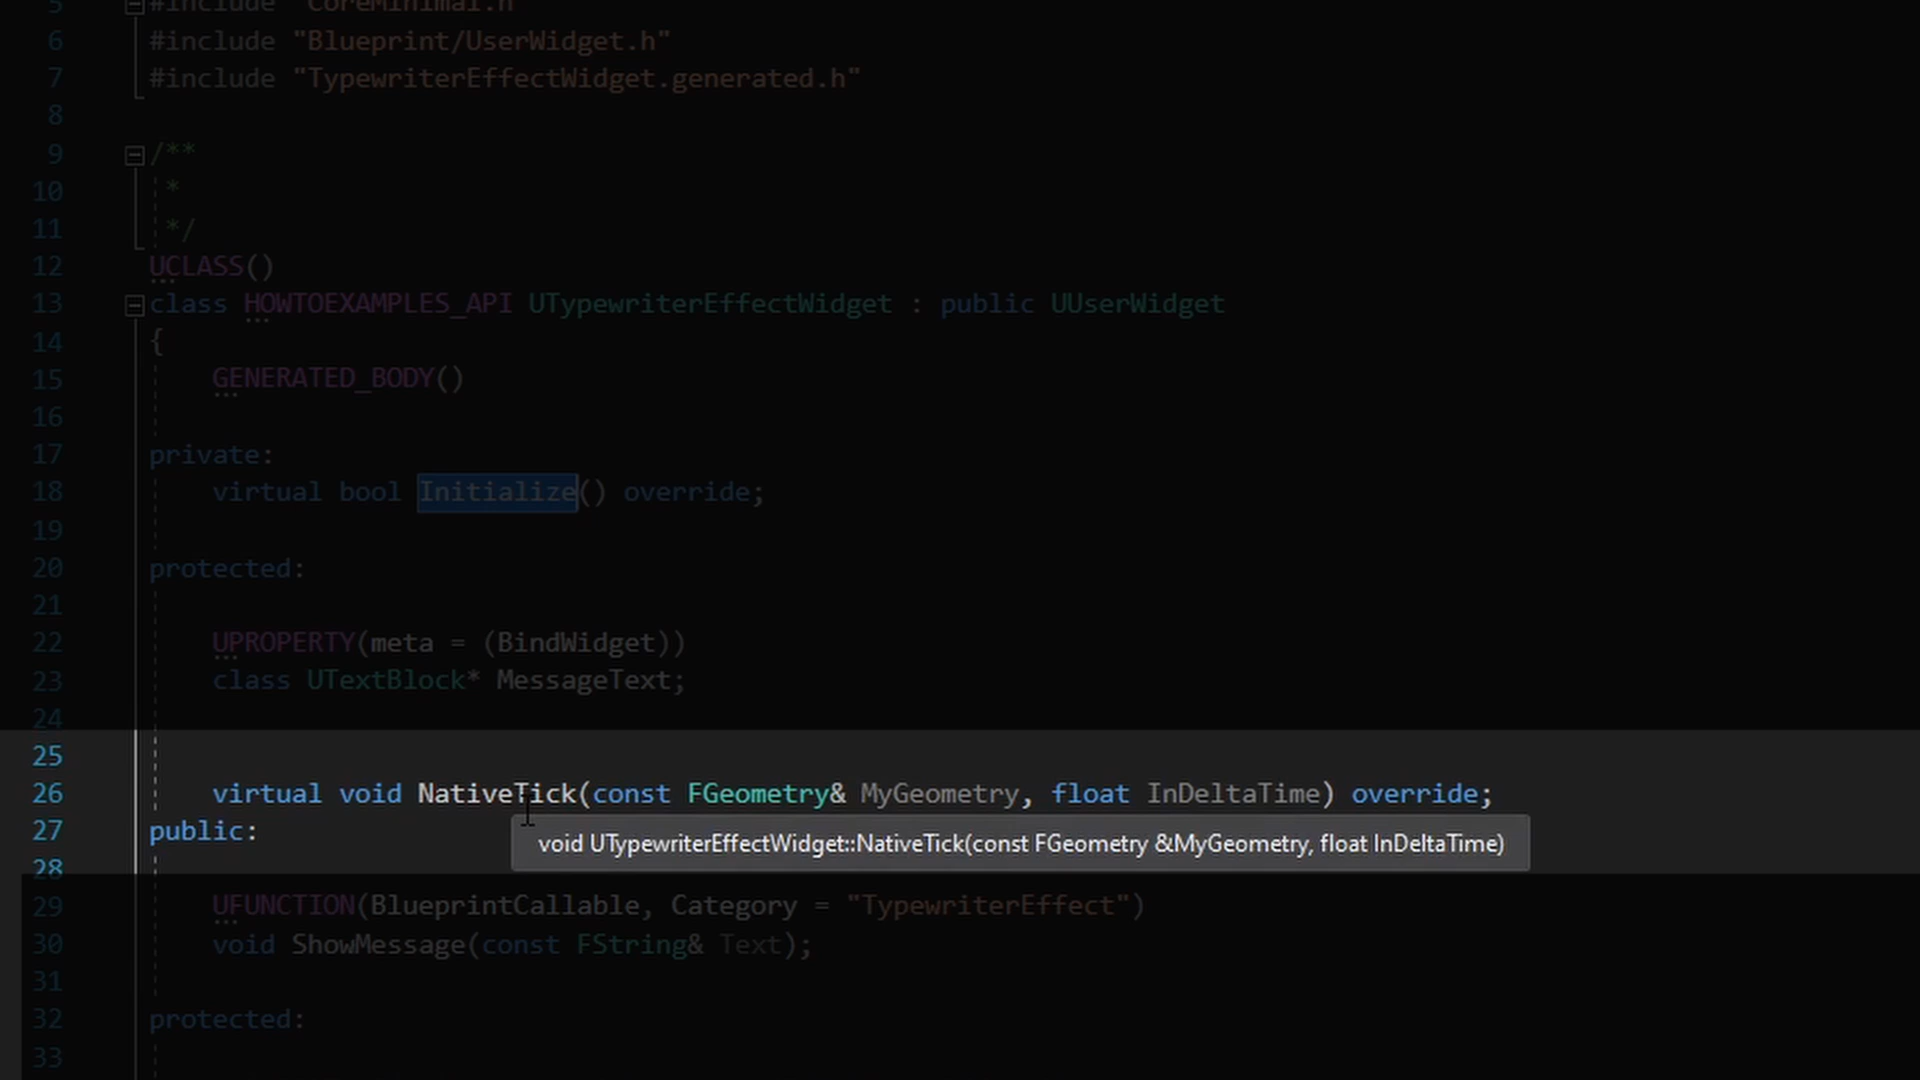 5 #include "CoreMinimal.h"
6 #include "Blueprint/UserWidget.h"
7 #include "TypewriterEffectWidget.generated.h"
8
9 /**
10 *
11 */
12 UCLASS()
13 class HOWTOEXAMPLES_API UTypewriterEffectWidget : public UUserWidget
14 {
15 GENERATED_BODY()
16
17 private:
18 virtual bool Initialize() override;
19
20 protected:
21
22 UPROPERTY(meta = (BindWidget))
23 class UTextBlock* MessageText;
24
25
26 virtual void NativeTick(const FGeometry& MyGeometry, float InDeltaTime) override;
27 public:
void UTypewriterEffectWidget::NativeTick(const FGeometry &MyGeometry, float InDeltaTime)
28
29 UFUNCTION(BlueprintCallable, Category = "TypewriterEffect")
30 void ShowMessage(const FString& Text);
31
32 protected:
33